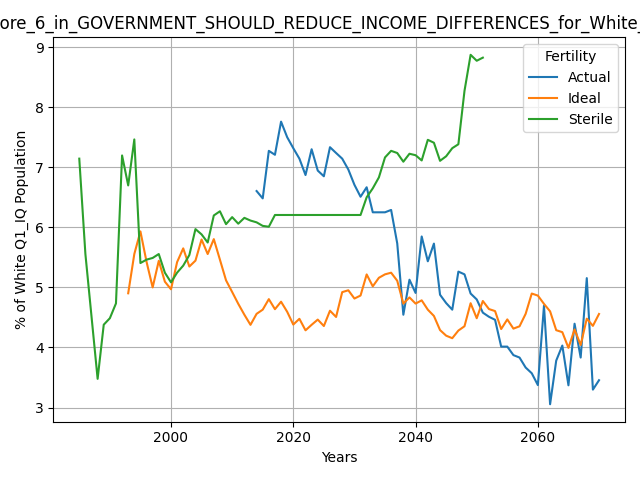 ore_6_in_GOVERNMENT_SHOULD_REDUCE_INCOME_DIFFERENCES_for_White_
Fertility
Actual
Ideal
Sterile
% of White Q1_IQ Population
9
8
7
6
5
4
3
2000
2020
2040
2060
Years